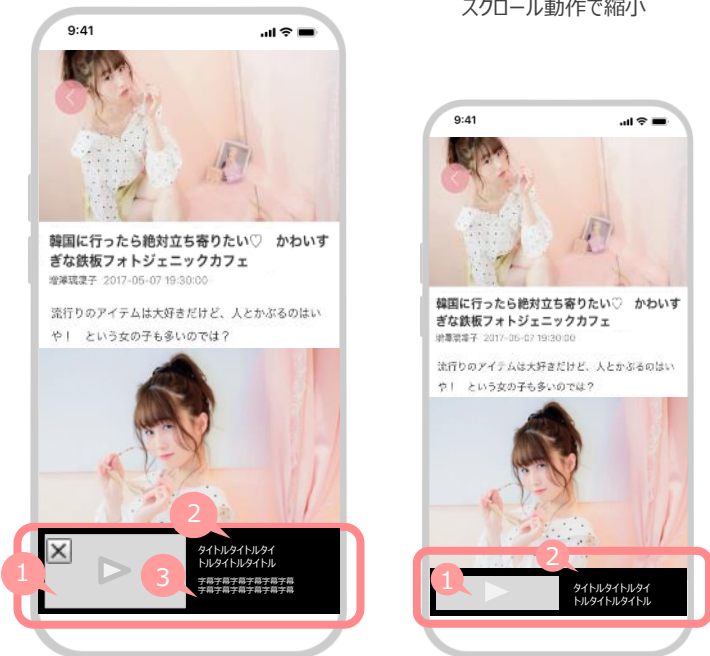 スクロール動作で縮小
9:41
韓国に行ったら絶対立ち寄りたい♡　かわいす
ぎな鉄板フォトジェニックカフェ
2017-05-07 19:30:00
流行りのアイテムは大好きだけど、人とかぶるのはい
や！　という女の子も多いのでは？
2
1
3
タイトルタイトルタイ
トルタイトルタイトル
字幕字幕字幕字幕字幕字幕
字幕字幕字幕字幕字幕字幕
9:41
韓国に行ったら絶対立ち寄りたい♡　かわいす
ぎな鉄板フォトジェニックカフェ
2017-05-07 19:30:00
流行りのアイテムは大好きだけど、人とかぶるのはい
や！　という女の子も多いのでは？
2
1
タイトルタイトルタイ
トルタイトルタイトル